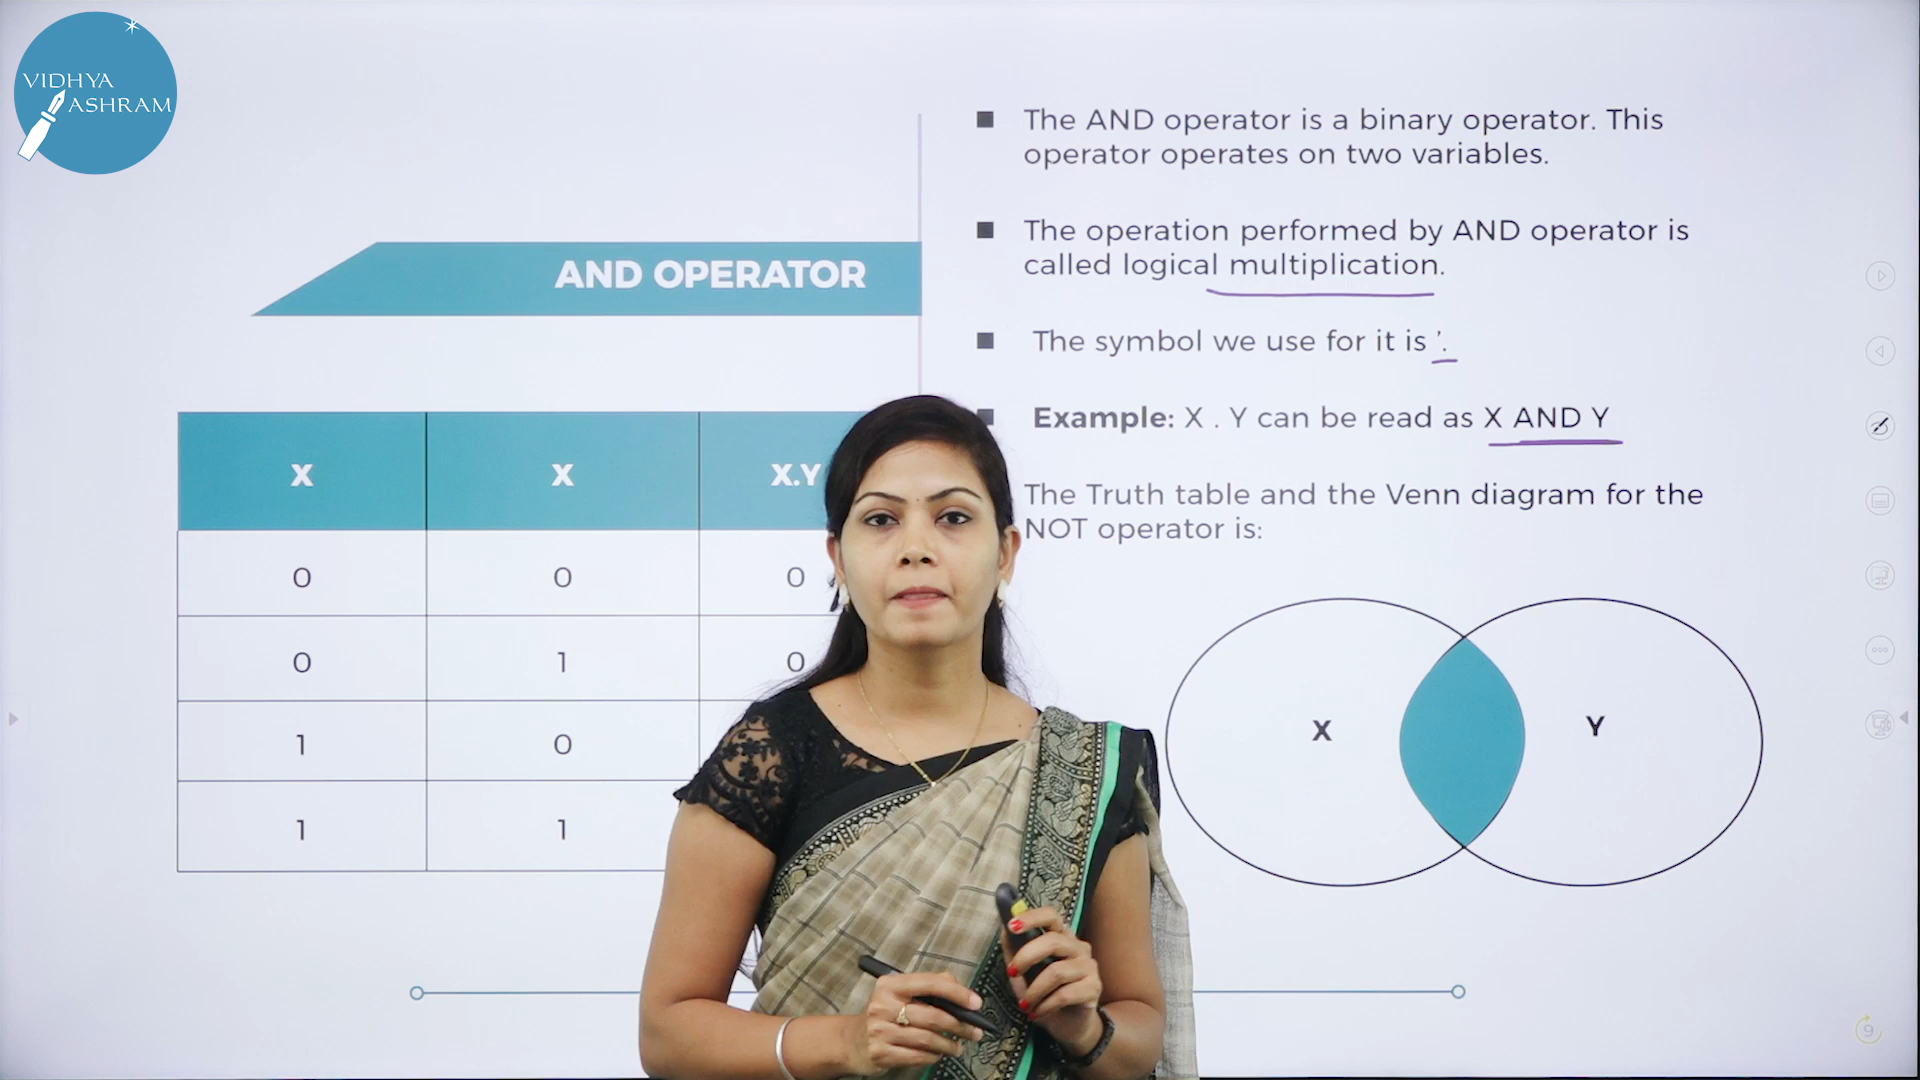 VIDHYA
ASHRAM
AND OPERATOR
X X X.Y
0 0 0
0 1 0
1 0
1 1
The AND operator is a binary operator. This
operator operates on two variables.
The operation performed by AND operator is
called logical multiplication.
The symbol we use for it is '.
Example: X . Y can be read as X AND Y
The Truth table and the Venn diagram for the
NOT operator is:
X Y
9